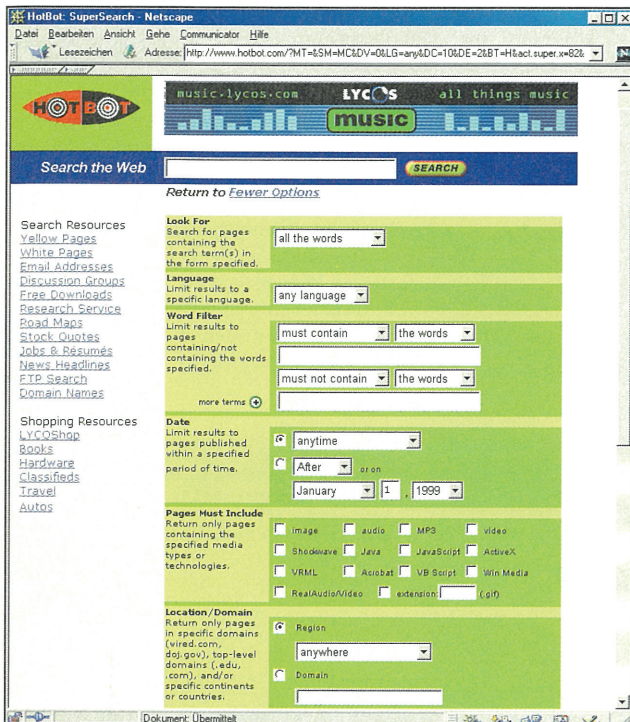 HotBot: SuperSearch - Netscape
Datei Bearbeiten Ansicht Gehe Communicator Hilfe
Lesezeichen Adresse: http://www.hotbot.com/?MT=&SM=MC&DV=0&LG=any&DC=10&DE=2&BT=H&act.super.x=82&
HOTBOT
music.lycos.com LYCOS all things music
music
Search the Web SEARCH
Return to Fewer Options
Search Resources
Yellow Pages
White Pages
Email Addresses
Discussion Groups
Free Downloads
Research Service
Road Maps
Stock Quotes
Jobs & Résumés
News Headlines
FTP Search
Domain Names
Shopping Resources
LYCOShop
Books
Hardware
Classifieds
Travel
Autos
Look For
Search for pages
containing the
search term(s) in
the form specified.
all the words
Language
Limit results to a
specific language.
any language
Word Filter
Limit results to
pages
containing/not
containing the words
specified.
must contain the words
must not contain the words
more terms
Date
Limit results to
pages published
within a specified
period of time.
anytime
After or on
January 1 , 1999
Pages Must Include
Return only pages
containing the
specified media
types or
technologies.
image audio MP3 video
Shockwave Java JavaScript ActiveX
VRML Acrobat VB Script Win Media
RealAudio/Video extension: (.gif)
Location/Domain
Return only pages
in specific domains
(wired.com,
doj.gov), top-level
domains (.edu,
.com), and/or
specific continents
or countries.
Region
anywhere
Domain
Dokument: Übermittelt